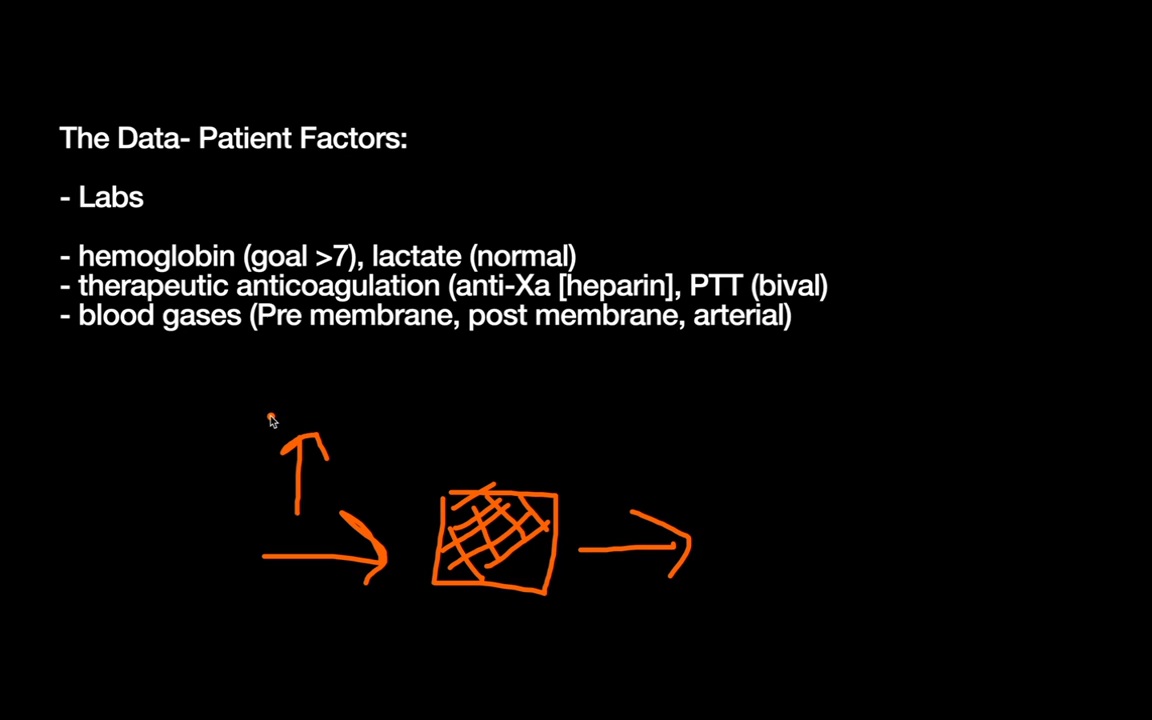 The Data- Patient Factors:
- Labs
- hemoglobin (goal >7), lactate (normal)
- therapeutic anticoagulation (anti-Xa [heparin], PTT (bival)
- blood gases (Pre membrane, post membrane, arterial)